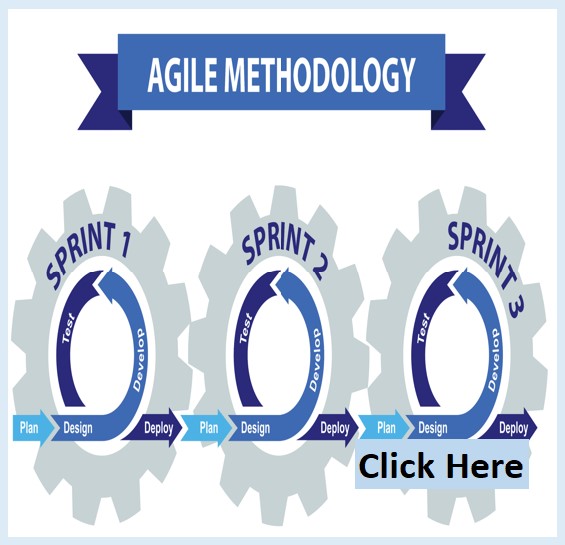 AGILE METHODOLOGY
SPRINT 1
Test
Develop
Plan
Design
Deploy
SPRINT 2
Test
Develop
Plan
Design
Deploy
SPRINT 3
Test
Develop
Plan
Design
Deploy
Click Here